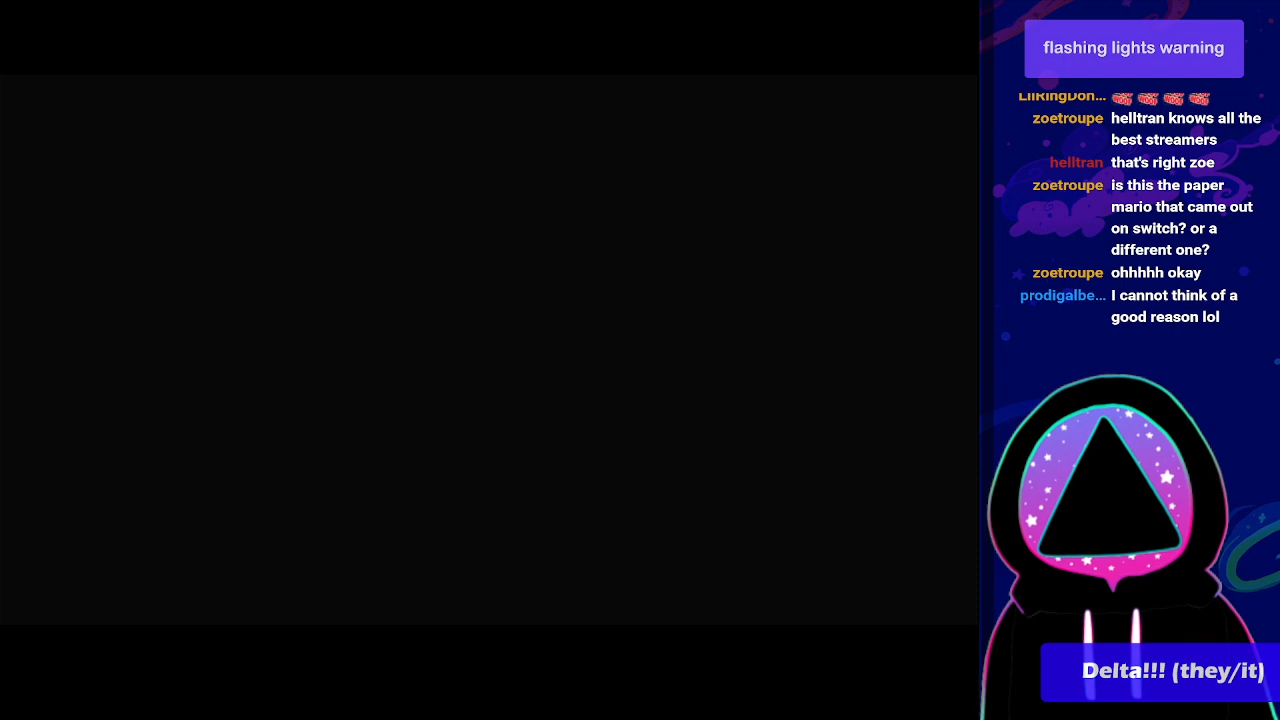 flashing lights warning
LilRingDon...
zoetroupe helltran knows all the
best streamers
helltran that's right zoe
zoetroupe is this the paper
mario that came out
on switch? or a
different one?
zoetroupe ohhhhh okay
prodigalbe... I cannot think of a
good reason lol
Delta!!! (they/it)